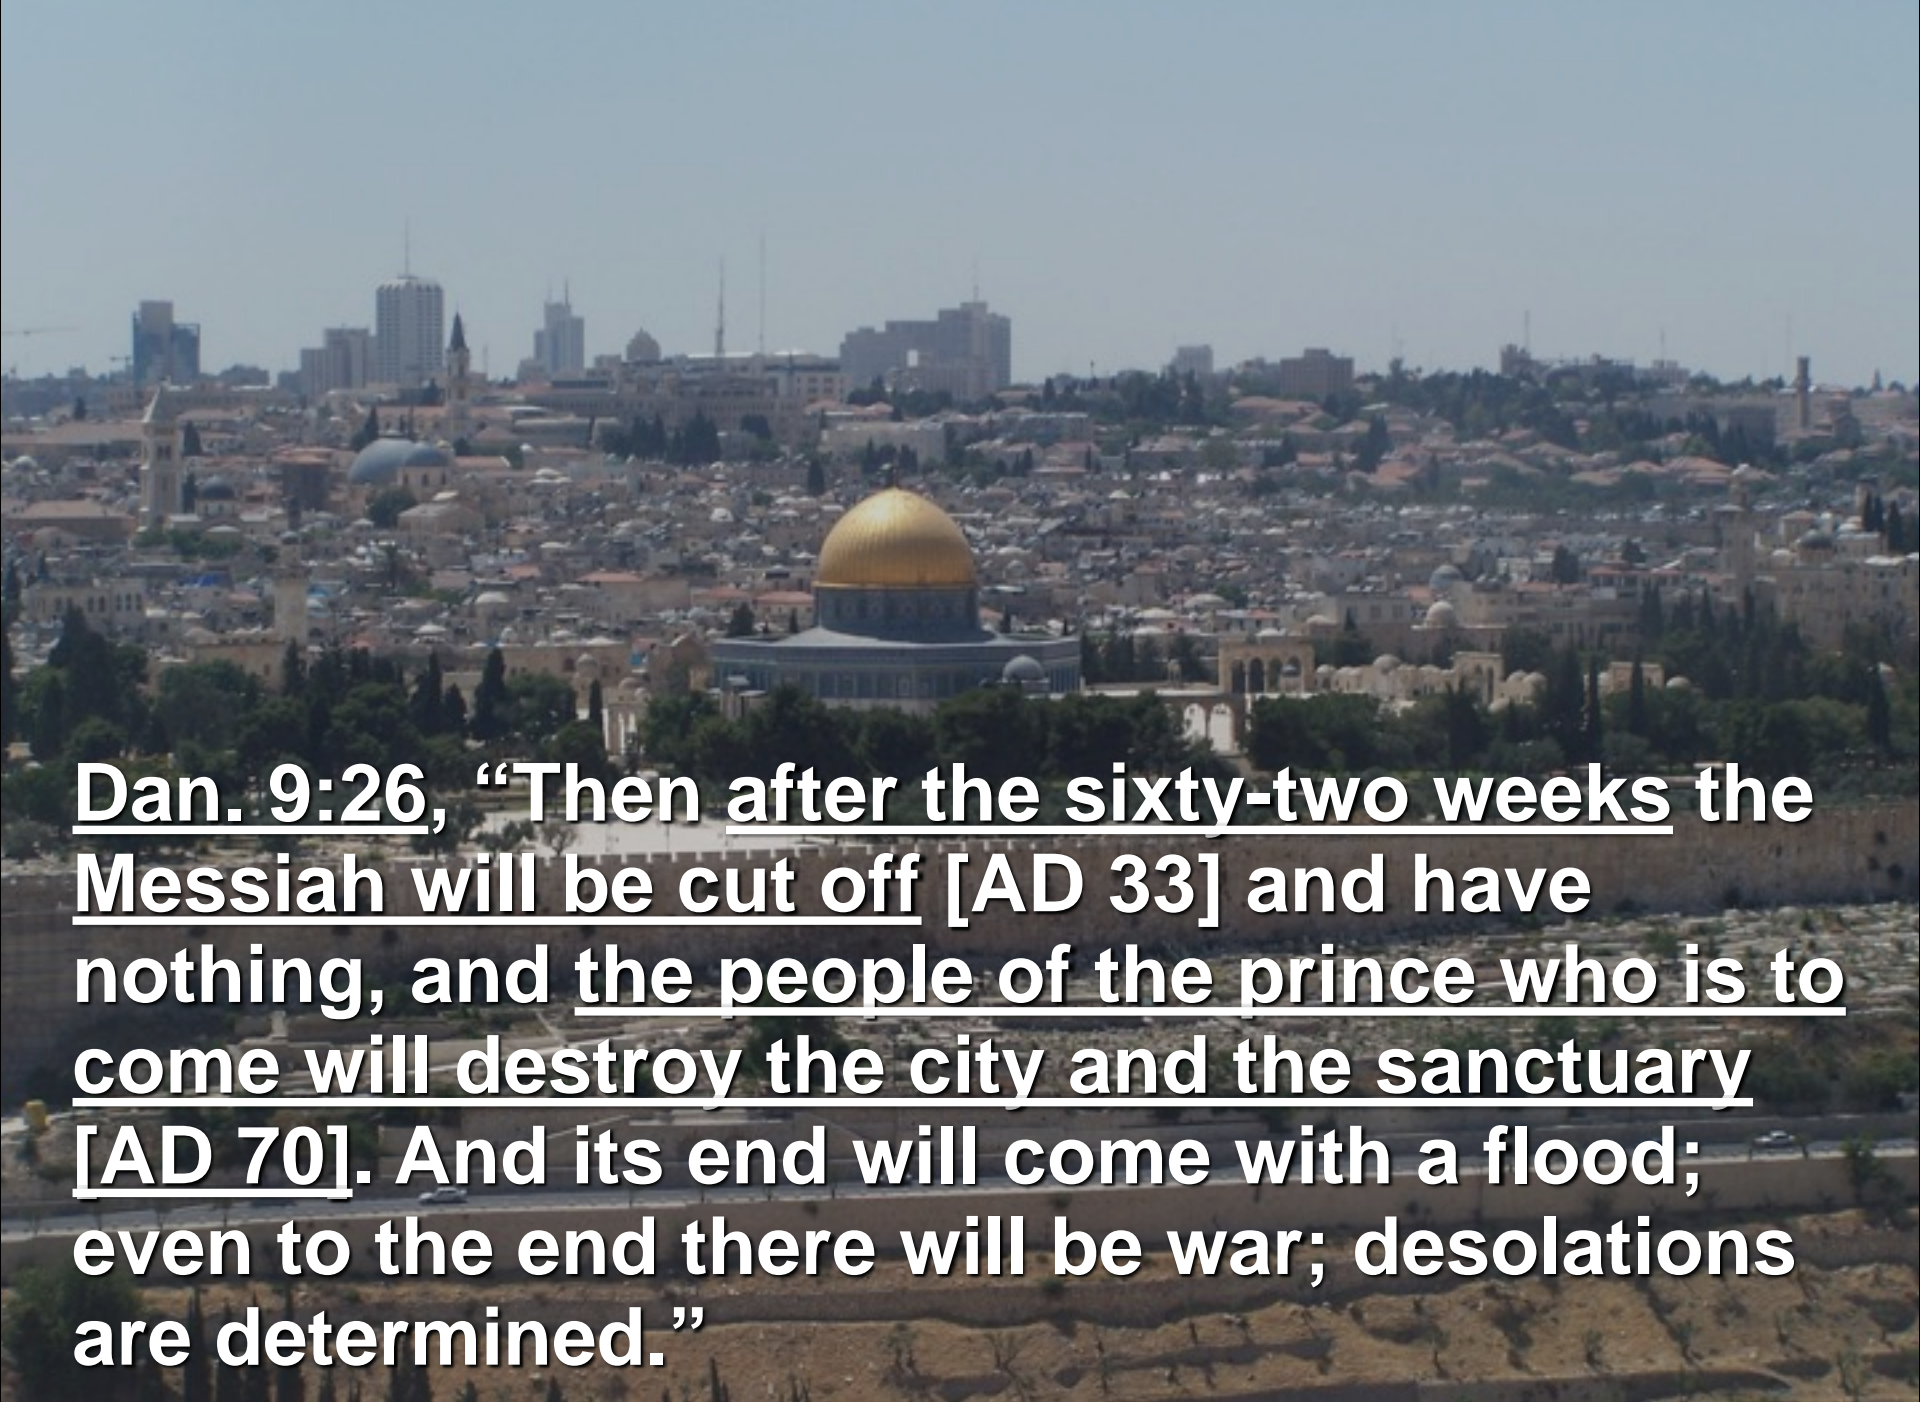 Dan. 9:26, “Then after the sixty-two weeks the
Messiah will be cut off [AD 33] and have
nothing, and the people of the prince who is to
come will destroy the city and the sanctuary
[AD 70]. And its end will come with a flood;
even to the end there will be war; desolations
are determined.”